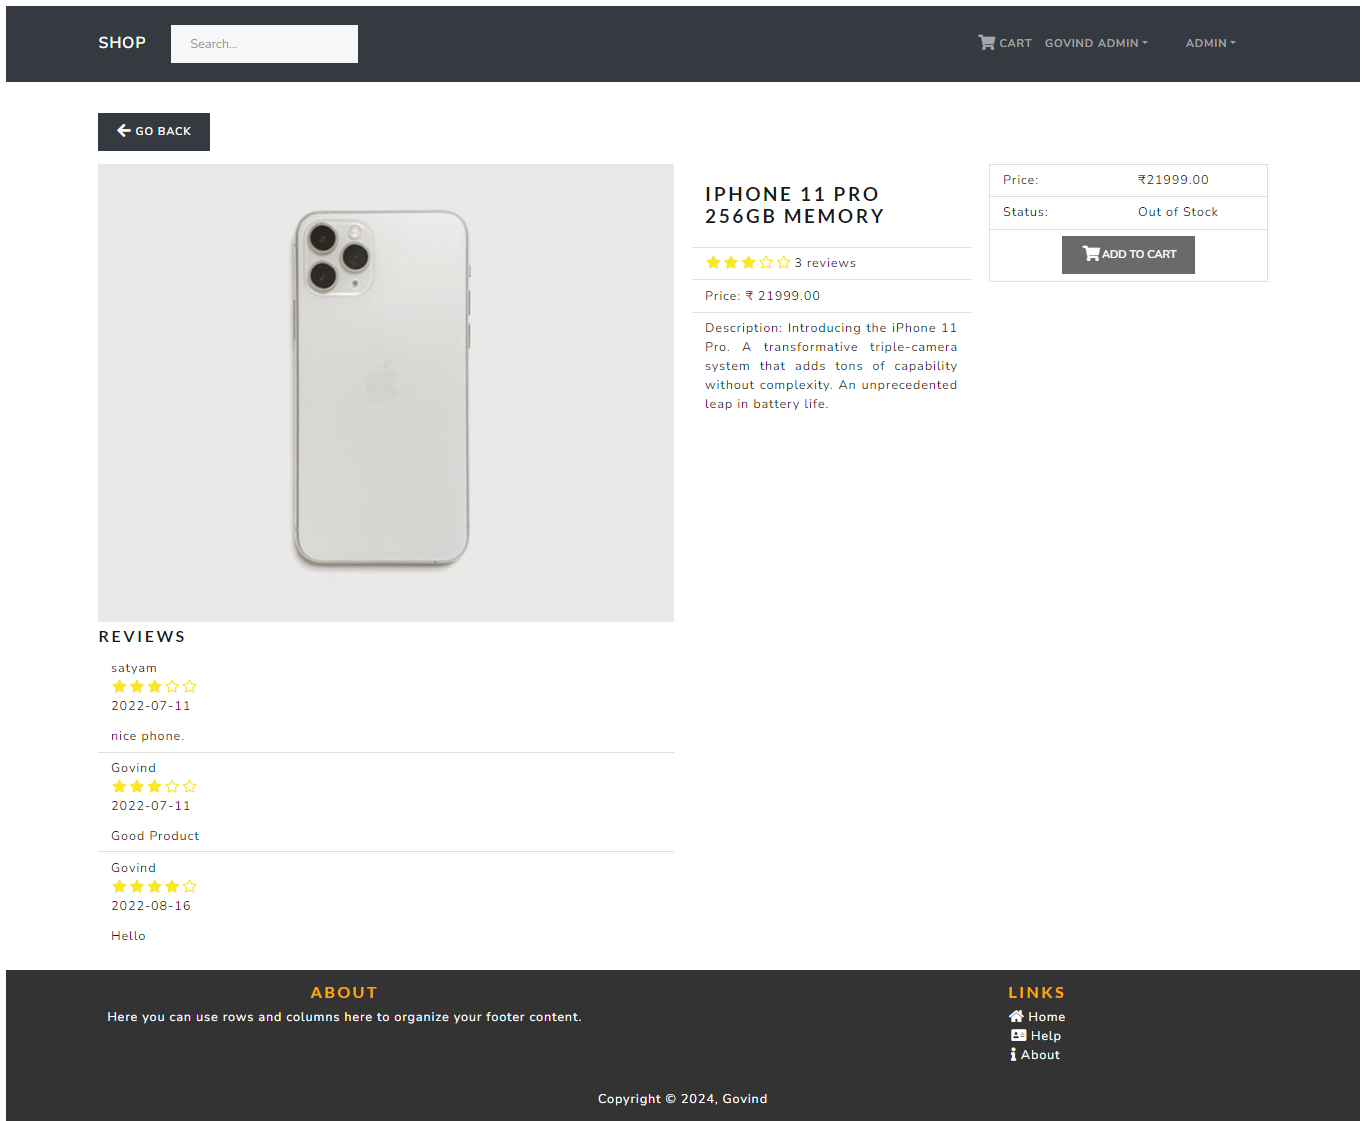 SHOP
Search...
CART
GOVIND ADMIN
ADMIN
GO BACK
IPHONE 11 PRO
256GB MEMORY
3 reviews
Price: ₹ 21999.00
Description: Introducing the iPhone 11
Pro. A transformative triple-camera
system that adds tons of capability
without complexity. An unprecedented
leap in battery life.
Price: ₹21999.00
Status: Out of Stock
ADD TO CART
REVIEWS
satyam
2022-07-11
nice phone.
Govind
2022-07-11
Good Product
Govind
2022-08-16
Hello
ABOUT
Here you can use rows and columns here to organize your footer content.
LINKS
Home
Help
About
Copyright © 2024, Govind